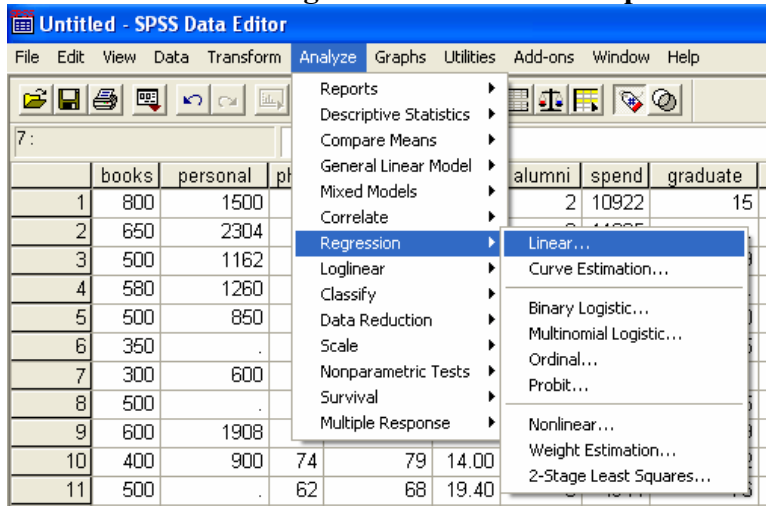 Untitled - SPSS Data Editor
File Edit View Data Transform Analyze Graphs Utilities Add-ons Window Help
7 :
Reports
Descriptive Statistics
Compare Means
General Linear Model
Mixed Models
Correlate
Regression
Loglinear
Classify
Data Reduction
Scale
Nonparametric Tests
Survival
Multiple Response
Linear...
Curve Estimation...
Binary Logistic...
Multinomial Logistic...
Ordinal...
Probit...
Nonlinear...
Weight Estimation...
2-Stage Least Squares...
books personal alumni spend graduate
1 800 1500 2 10922 15
2 650 2304
3 500 1162
4 580 1260
5 500 850
6 350 .
7 300 600
8 500 .
9 600 1908
10 400 900 74 79 14.00
11 500 . 62 68 19.40